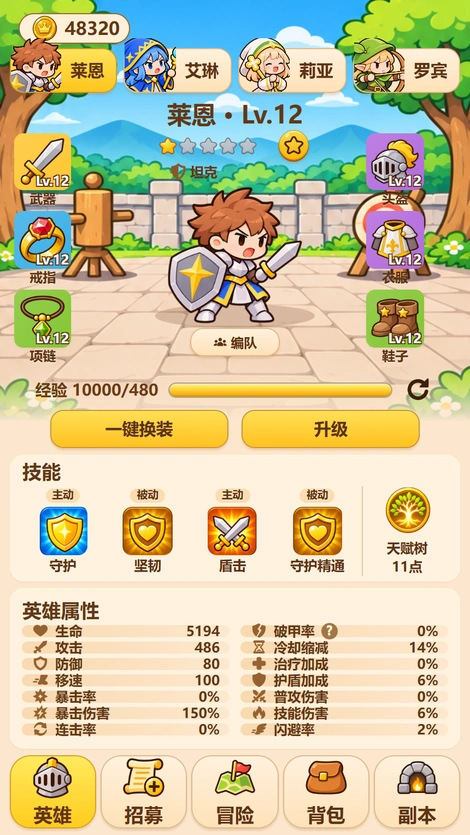 48320
莱恩 艾琳 莉亚 罗宾
莱恩·Lv.12
坦克
Lv.12
武器
Lv.12
头盔
Lv.12
戒指
Lv.12
衣服
Lv.12
项链
Lv.12
鞋子
编队
经验 10000/480
一键换装 升级
技能
主动 被动 主动 被动
守护 坚韧 盾击 守护精通
天赋树
11点
英雄属性
生命 5194 破甲率 ? 0%
攻击 486 冷却缩减 14%
防御 80 治疗加成 0%
移速 100 护盾加成 6%
暴击率 0% 普攻伤害 0%
暴击伤害 150% 技能伤害 6%
连击率 0% 闪避率 2%
英雄 招募 冒险 背包 副本